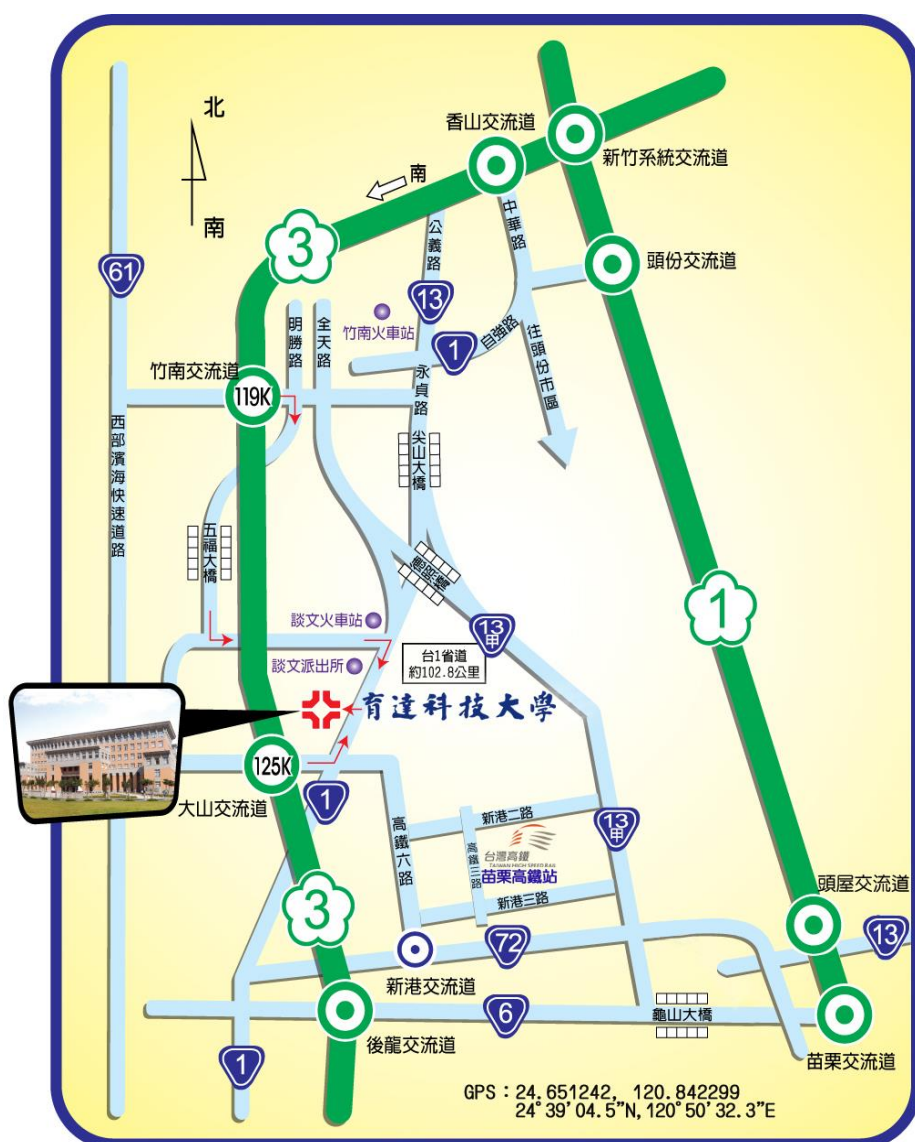 北
南
南
香山交流道
新竹系統交流道
中華路
公義路
頭份交流道
3
61
13
明勝路
全天路
竹南火車站
1
自強路
往頭份市區
竹南交流道
119K
永貞路
西部濱海快速道路
尖山大橋
五福大橋
1
談文火車站
13甲
台1省道
約102.8公里
談文派出所
育達科技大學
125K
大山交流道
1
高鐵六路
新港二路
13甲
高鐵三路
台灣高鐵
TAIWAN HIGH SPEED RAIL
苗栗高鐵站
新港三路
3
頭屋交流道
72
13
新港交流道
6
龜山大橋
後龍交流道
苗栗交流道
1
GPS：24.651242, 120.842299
24°39'04.5"N, 120°50'32.3"E